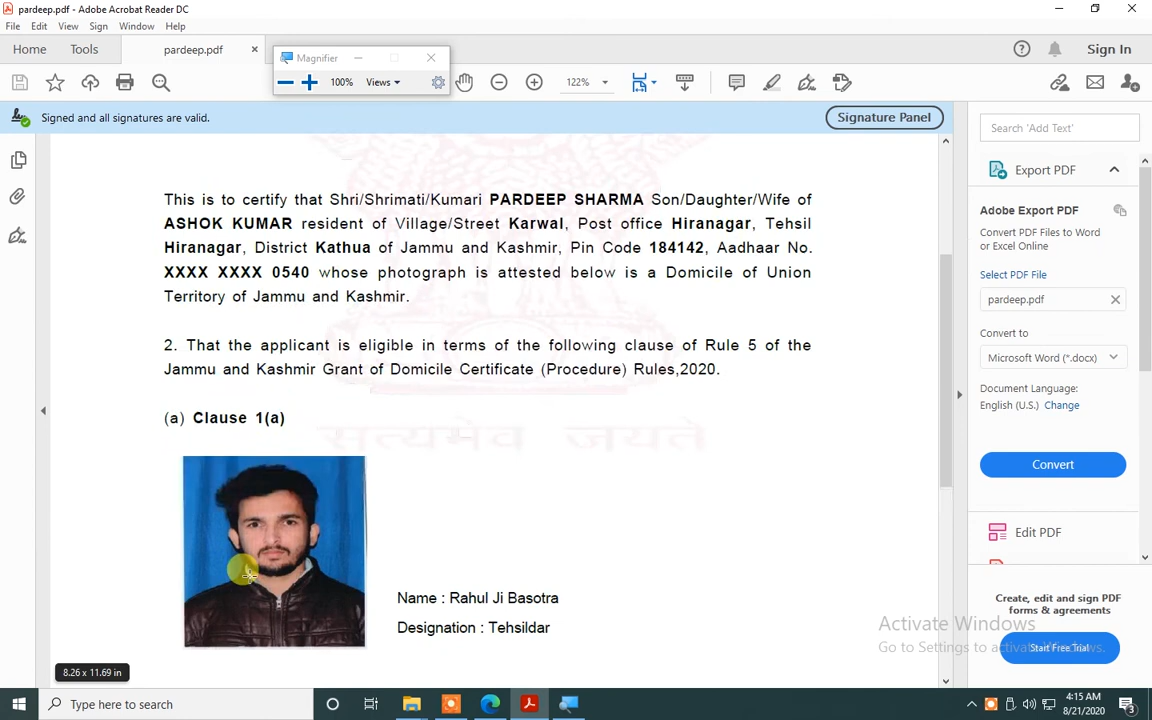 pardeep.pdf - Adobe Acrobat Reader DC
File Edit View Sign Window Help
Home Tools pardeep.pdf × Sign In
Magnifier
100% Views
122%
Signed and all signatures are valid. Signature Panel
This is to certify that Shri/Shrimati/Kumari PARDEEP SHARMA Son/Daughter/Wife of
ASHOK KUMAR resident of Village/Street Karwal, Post office Hiranagar, Tehsil
Hiranagar, District Kathua of Jammu and Kashmir, Pin Code 184142, Aadhaar No.
XXXX XXXX 0540 whose photograph is attested below is a Domicile of Union
Territory of Jammu and Kashmir.
2. That the applicant is eligible in terms of the following clause of Rule 5 of the
Jammu and Kashmir Grant of Domicile Certificate (Procedure) Rules,2020.
सत्यमेव जयते
(a) Clause 1(a)
Name : Rahul Ji Basotra
Designation : Tehsildar
8.26 x 11.69 in
Search 'Add Text'
Export PDF
Adobe Export PDF
Convert PDF Files to Word
or Excel Online
Select PDF File
pardeep.pdf
Convert to
Microsoft Word (*.docx)
Document Language:
English (U.S.) Change
Convert
Edit PDF
Create, edit and sign PDF
forms & agreements
Start Free Trial
Activate Windows
Go to Settings to activate Windows.
Type here to search
4:15 AM
8/21/2020
3